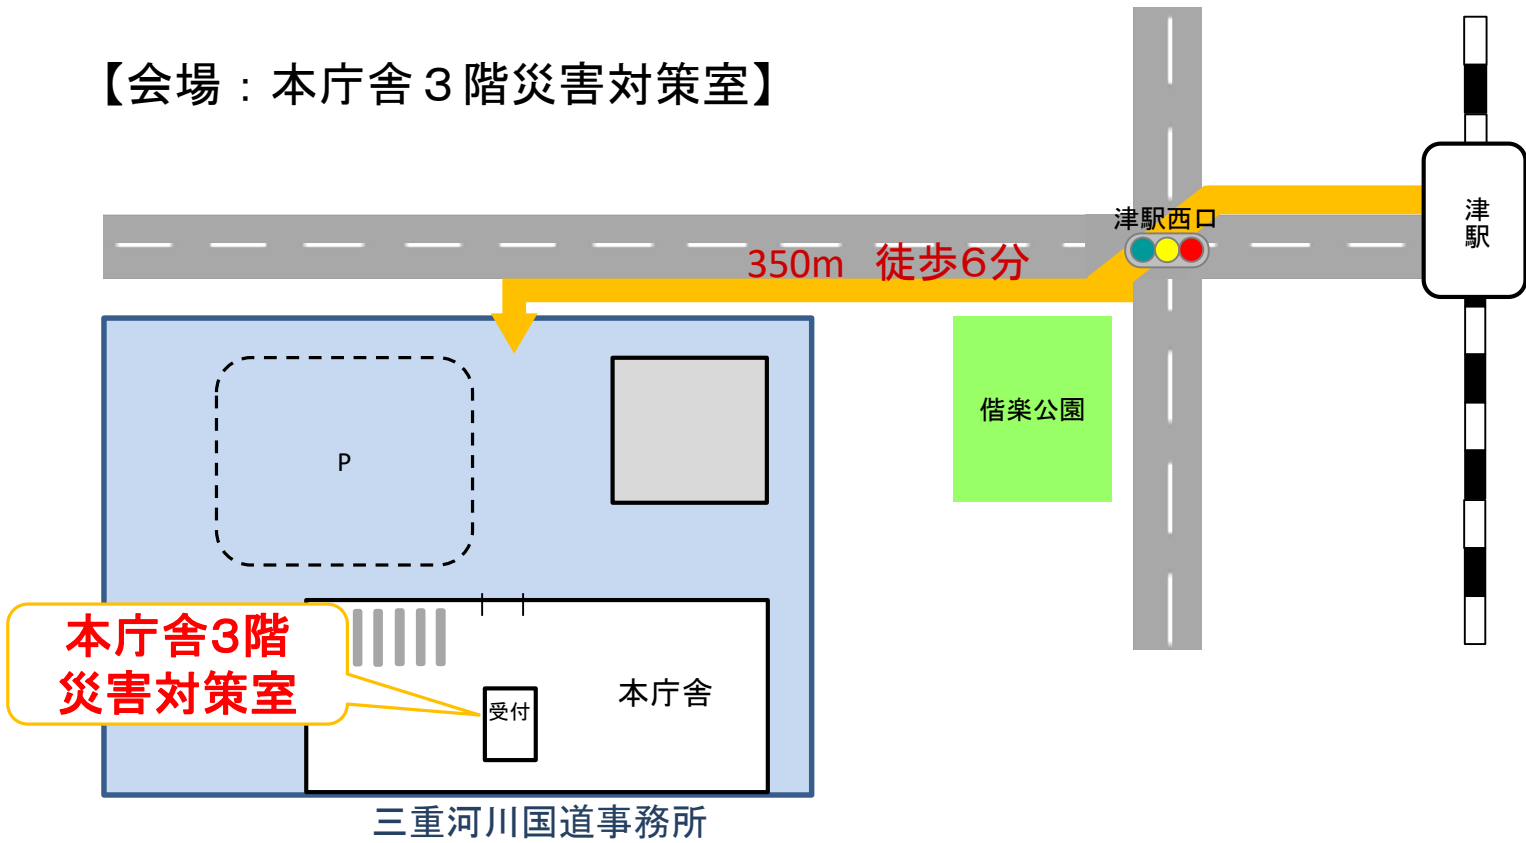 【会場：本庁舎３階災害対策室】
津駅西口
津駅
350m　徒歩６分
偕楽公園
P
本庁舎３階
災害対策室
受付
本庁舎
三重河川国道事務所